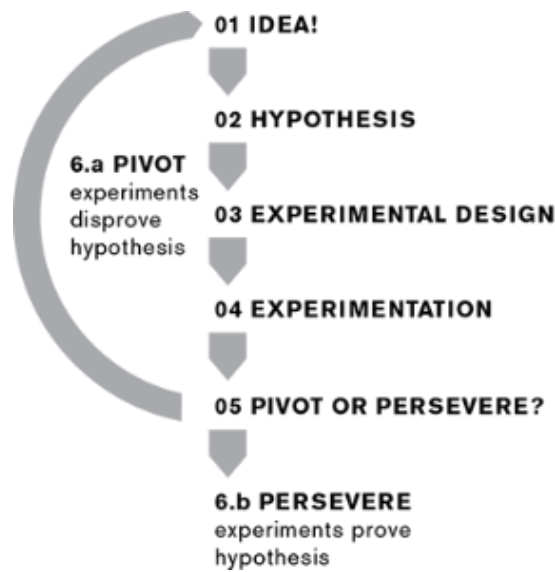 01 IDEA!
02 HYPOTHESIS
6.a PIVOT
experiments
disprove
hypothesis
03 EXPERIMENTAL DESIGN
04 EXPERIMENTATION
05 PIVOT OR PERSEVERE?
6.b PERSEVERE
experiments prove
hypothesis